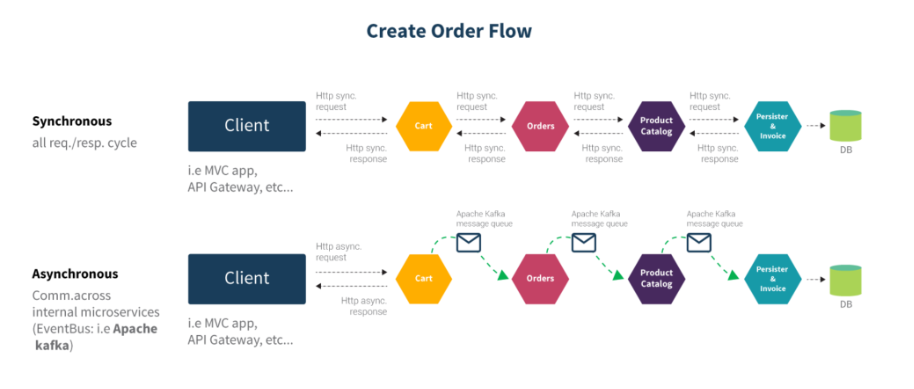 Create Order Flow
Synchronous
all req./resp. cycle
Client
i.e MVC app,
API Gateway, etc...
Http sync.
request
Http sync.
response
Cart
Http sync.
request
Http sync.
response
Orders
Http sync.
request
Http sync.
response
Product
Catalog
Http sync.
request
Http sync.
response
Persister
&
Invoice
DB
Asynchronous
Comm.across
internal microservices
(EventBus: i.e Apache
kafka)
Client
i.e MVC app,
API Gateway, etc...
Http async.
request
Http async.
response
Cart
Apache Kafka
message queue
Orders
Apache Kafka
message queue
Product
Catalog
Apache Kafka
message queue
Persister
&
Invoice
DB